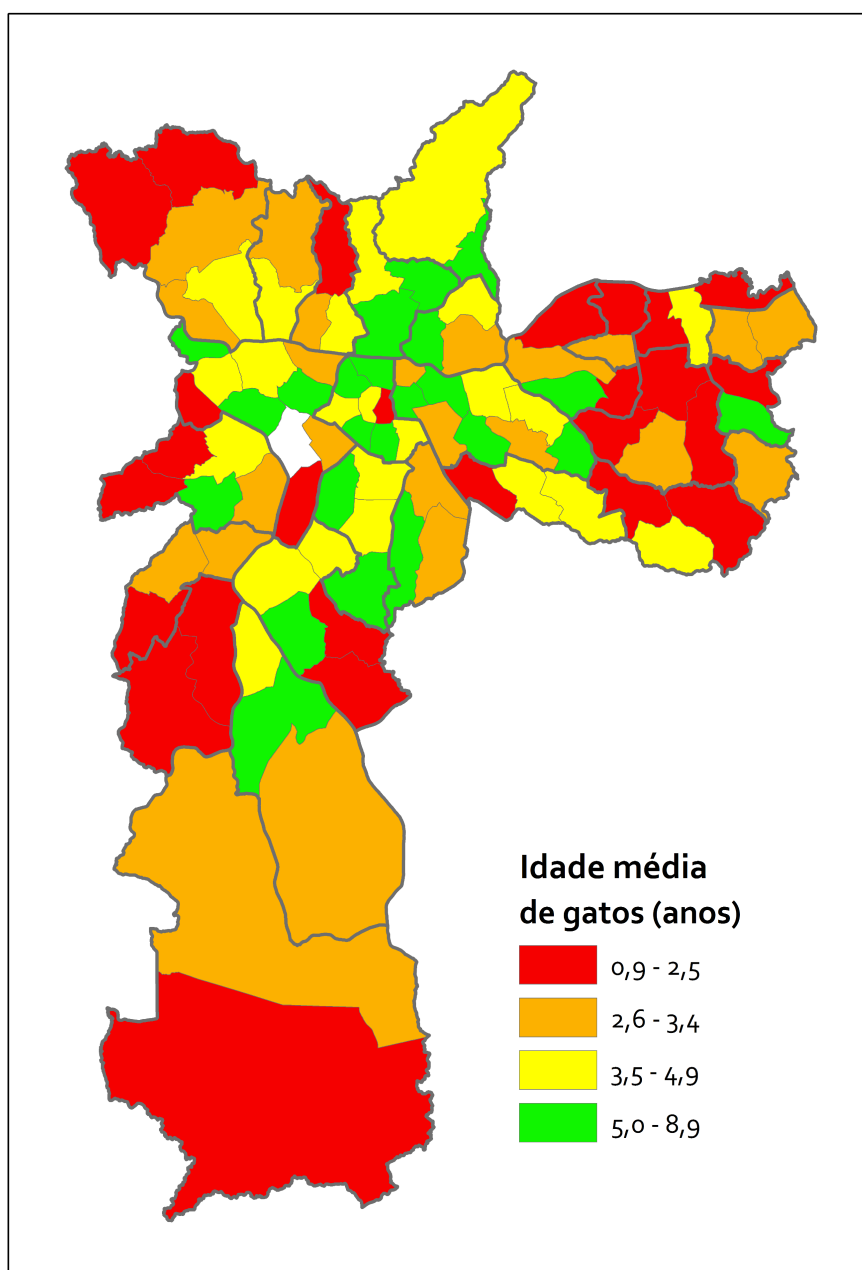 Idade média
de gatos (anos)
0,9 - 2,5
2,6 - 3,4
3,5 - 4,9
5,0 - 8,9